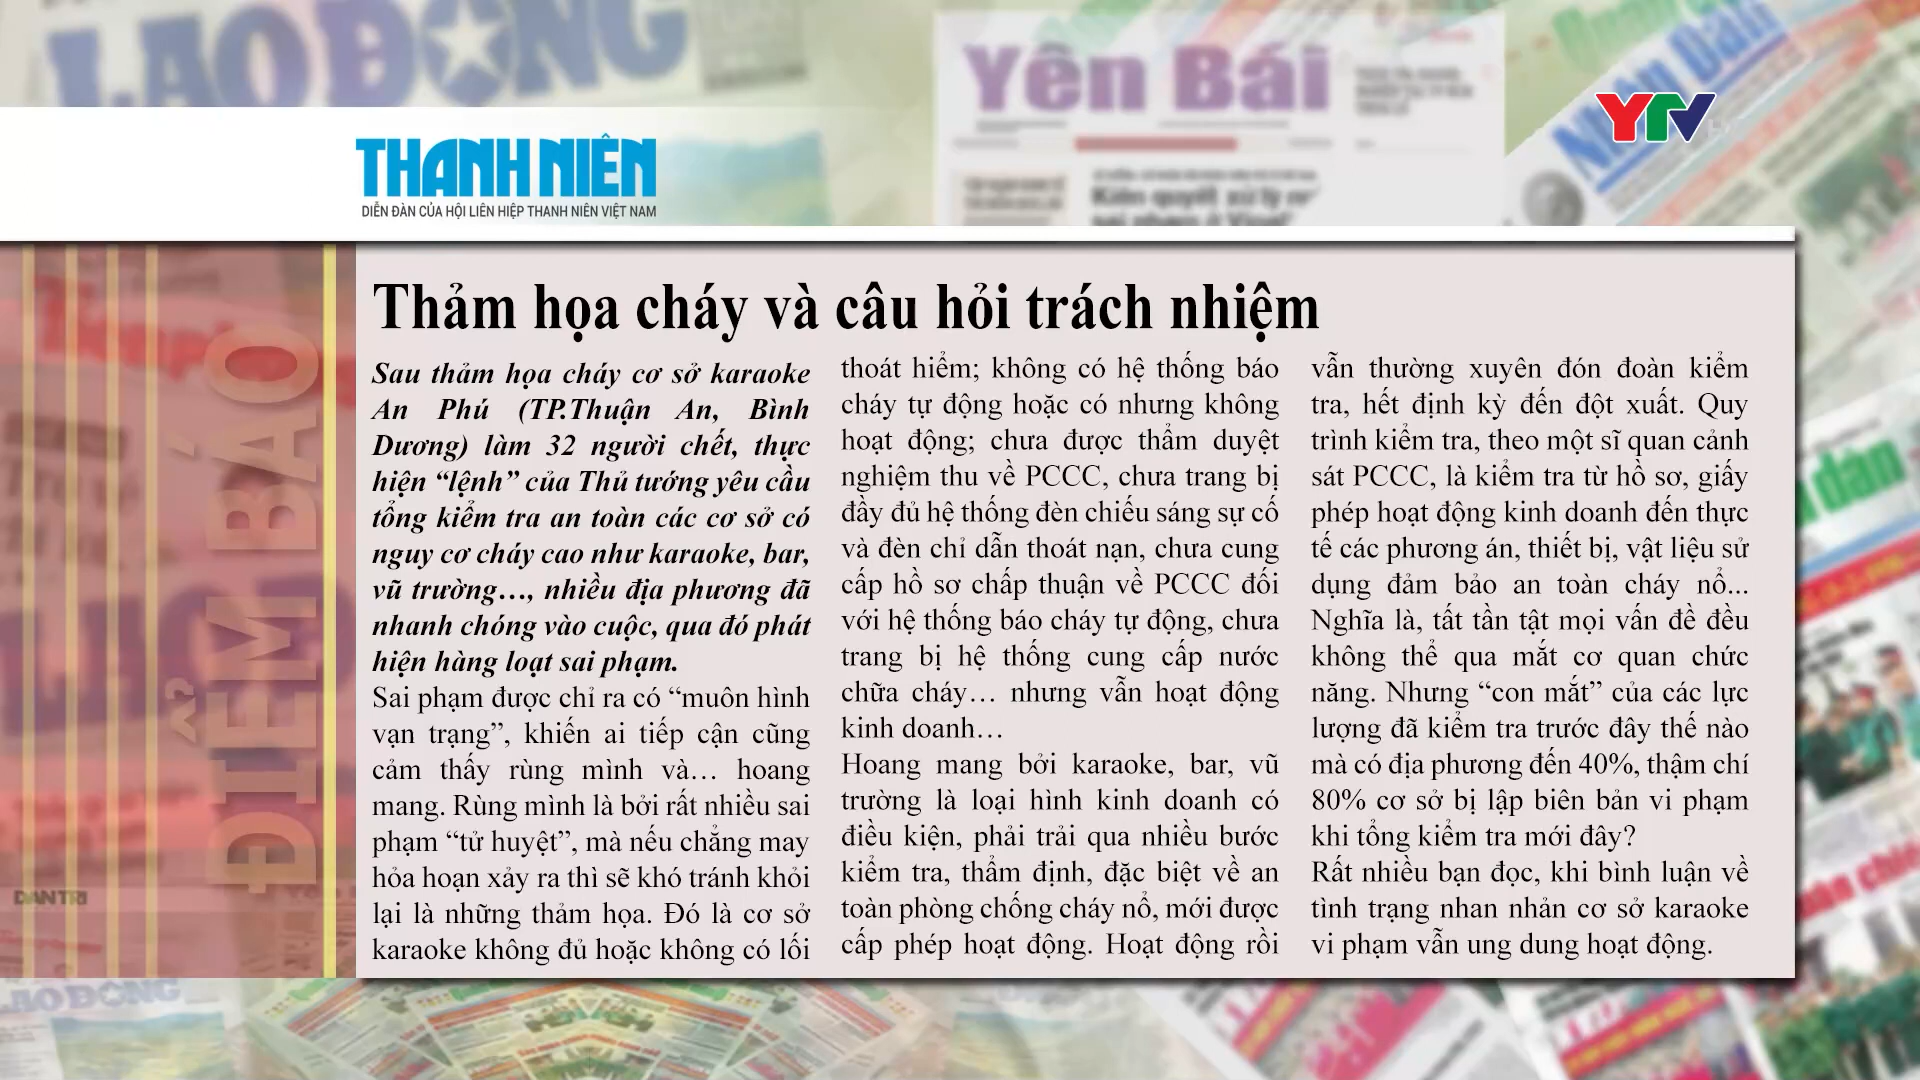 LAO ĐỘNG
Yên Bái
Nhân Dân
YTV
THANH NIÊN
DIỄN ĐÀN CỦA HỘI LIÊN HIỆP THANH NIÊN VIỆT NAM
Kiên quyết xử lý
sai phạm ở
ĐIỂM BÁO
Thảm họa cháy và câu hỏi trách nhiệm
Sau thảm họa cháy cơ sở karaoke
An Phú (TP.Thuận An, Bình
Dương) làm 32 người chết, thực
hiện “lệnh” của Thủ tướng yêu cầu
tổng kiểm tra an toàn các cơ sở có
nguy cơ cháy cao như karaoke, bar,
vũ trường…, nhiều địa phương đã
nhanh chóng vào cuộc, qua đó phát
hiện hàng loạt sai phạm.
Sai phạm được chỉ ra có “muôn hình
vạn trạng”, khiến ai tiếp cận cũng
cảm thấy rùng mình và… hoang
mang. Rùng mình là bởi rất nhiều sai
phạm “tử huyệt”, mà nếu chẳng may
hỏa hoạn xảy ra thì sẽ khó tránh khỏi
lại là những thảm họa. Đó là cơ sở
karaoke không đủ hoặc không có lối
thoát hiểm; không có hệ thống báo
cháy tự động hoặc có nhưng không
hoạt động; chưa được thẩm duyệt
nghiệm thu về PCCC, chưa trang bị
đầy đủ hệ thống đèn chiếu sáng sự cố
và đèn chỉ dẫn thoát nạn, chưa cung
cấp hồ sơ chấp thuận về PCCC đối
với hệ thống báo cháy tự động, chưa
trang bị hệ thống cung cấp nước
chữa cháy… nhưng vẫn hoạt động
kinh doanh…
Hoang mang bởi karaoke, bar, vũ
trường là loại hình kinh doanh có
điều kiện, phải trải qua nhiều bước
kiểm tra, thẩm định, đặc biệt về an
toàn phòng chống cháy nổ, mới được
cấp phép hoạt động. Hoạt động rồi
vẫn thường xuyên đón đoàn kiểm
tra, hết định kỳ đến đột xuất. Quy
trình kiểm tra, theo một sĩ quan cảnh
sát PCCC, là kiểm tra từ hồ sơ, giấy
phép hoạt động kinh doanh đến thực
tế các phương án, thiết bị, vật liệu sử
dụng đảm bảo an toàn cháy nổ...
Nghĩa là, tất tần tật mọi vấn đề đều
không thể qua mắt cơ quan chức
năng. Nhưng “con mắt” của các lực
lượng đã kiểm tra trước đây thế nào
mà có địa phương đến 40%, thậm chí
80% cơ sở bị lập biên bản vi phạm
khi tổng kiểm tra mới đây?
Rất nhiều bạn đọc, khi bình luận về
tình trạng nhan nhản cơ sở karaoke
vi phạm vẫn ung dung hoạt động.
DAN TRI
LAO ĐỘNG